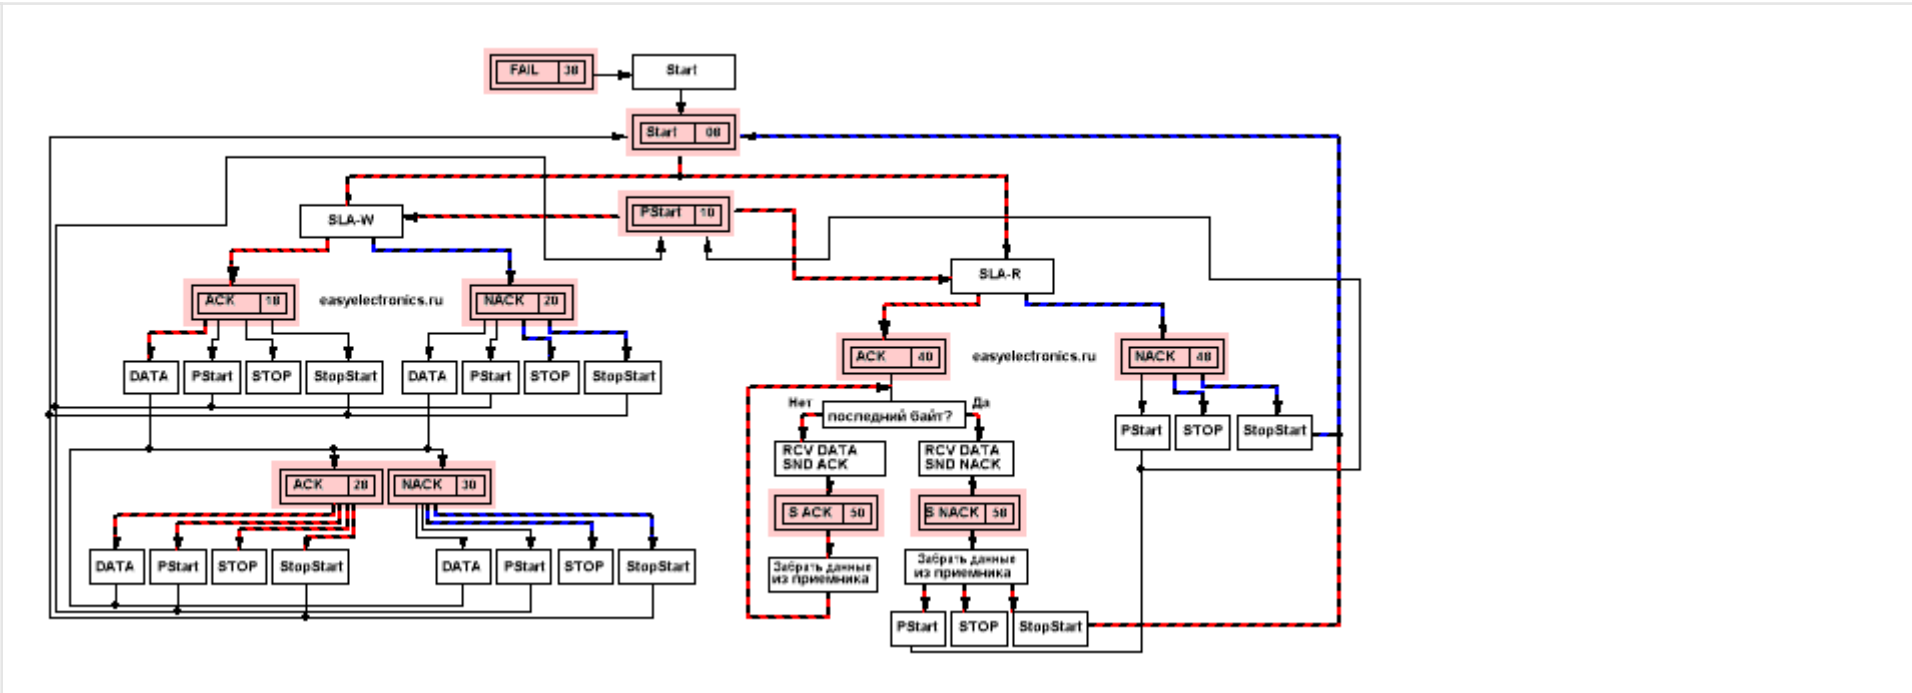 FAIL 38
Start
Start 08
PStart 10
SLA-W
SLA-R
ACK 18
easyelectronics.ru
NACK 20
DATA
PStart
STOP
StopStart
DATA
PStart
STOP
StopStart
ACK 40
easyelectronics.ru
NACK 48
Нет
последний байт?
Да
PStart
STOP
StopStart
RCV DATA
SND ACK
RCV DATA
SND NACK
ACK 28
NACK 30
S ACK 50
S NACK 58
DATA
PStart
STOP
StopStart
DATA
PStart
STOP
StopStart
Забрать данные
из приемника
Забрать данные
из приемника
PStart
STOP
StopStart